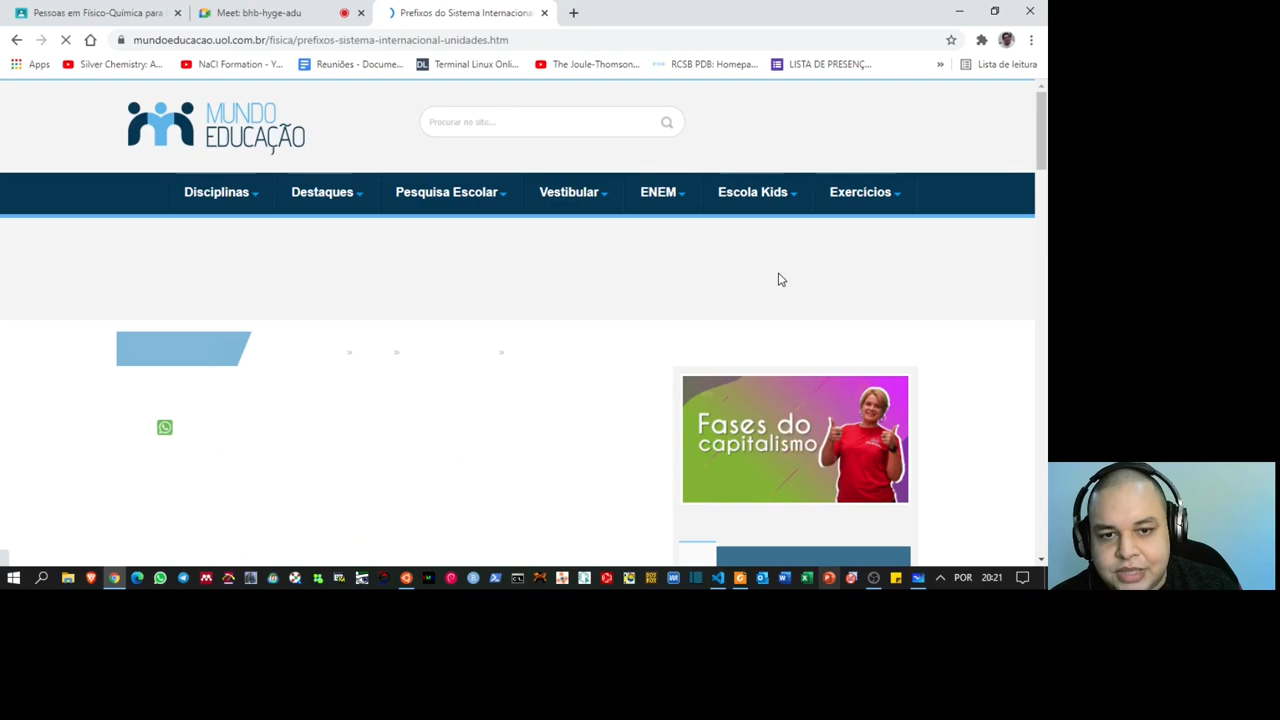 Pessoas em Físico-Química para
Meet: bhb-hyge-adu
Prefixos do Sistema Internaciona
mundoeducacao.uol.com.br/fisica/prefixos-sistema-internacional-unidades.htm
Apps
Silver Chemistry: A...
NaCl Formation - Y...
Reuniões - Docume...
Terminal Linux Onli...
The Joule-Thomson...
RCSB PDB: Homepa...
LISTA DE PRESENÇ...
»
Lista de leitura
MUNDO
EDUCAÇÃO
Procurar no site...
Disciplinas
Destaques
Pesquisa Escolar
Vestibular
ENEM
Escola Kids
Exercícios
» » »
Fases do
capitalismo
POR
20:21